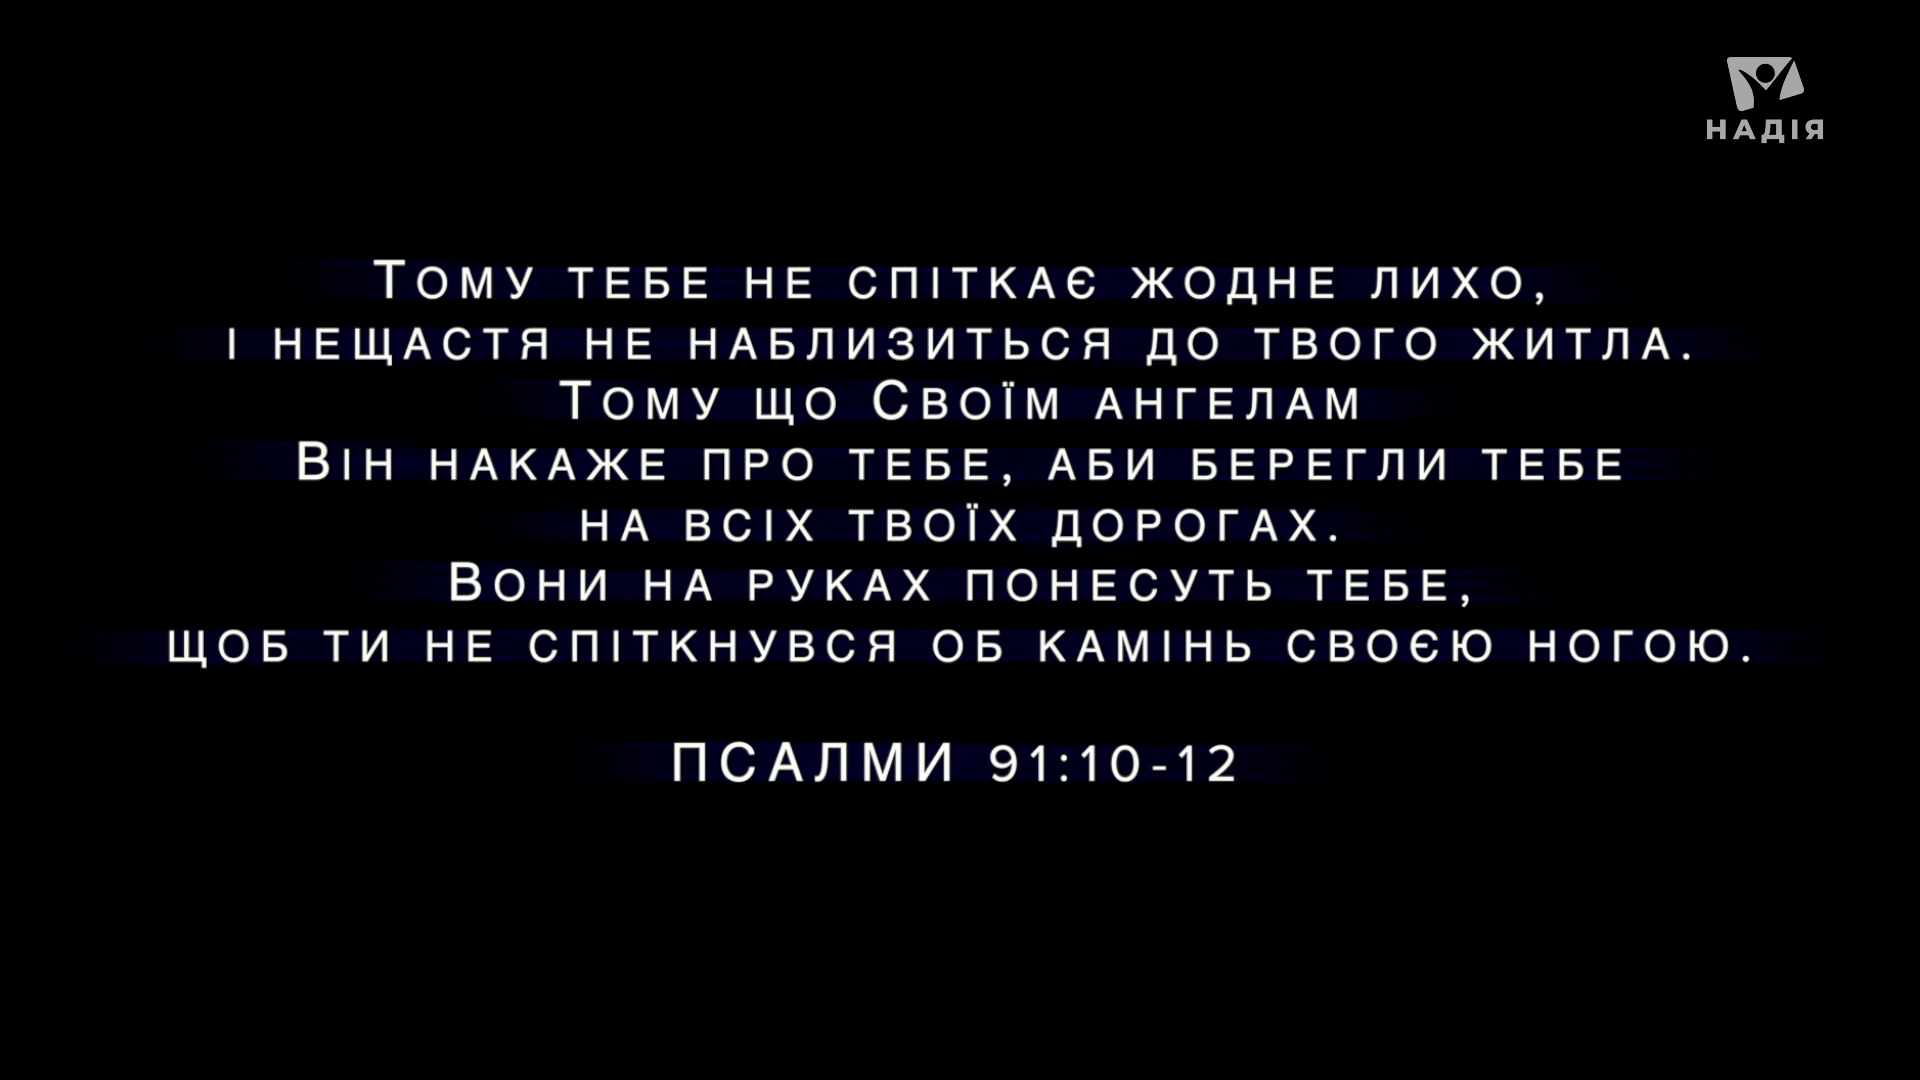 НАДІЯ
Тому тебе не спіткає жодне лихо,
і нещастя не наблизиться до твого житла.
Тому що Своїм ангелам
Він накаже про тебе, аби берегли тебе
на всіх твоїх дорогах.
Вони на руках понесуть тебе,
щоб ти не спіткнувся об камінь своєю ногою.
ПСАЛМИ 91:10-12